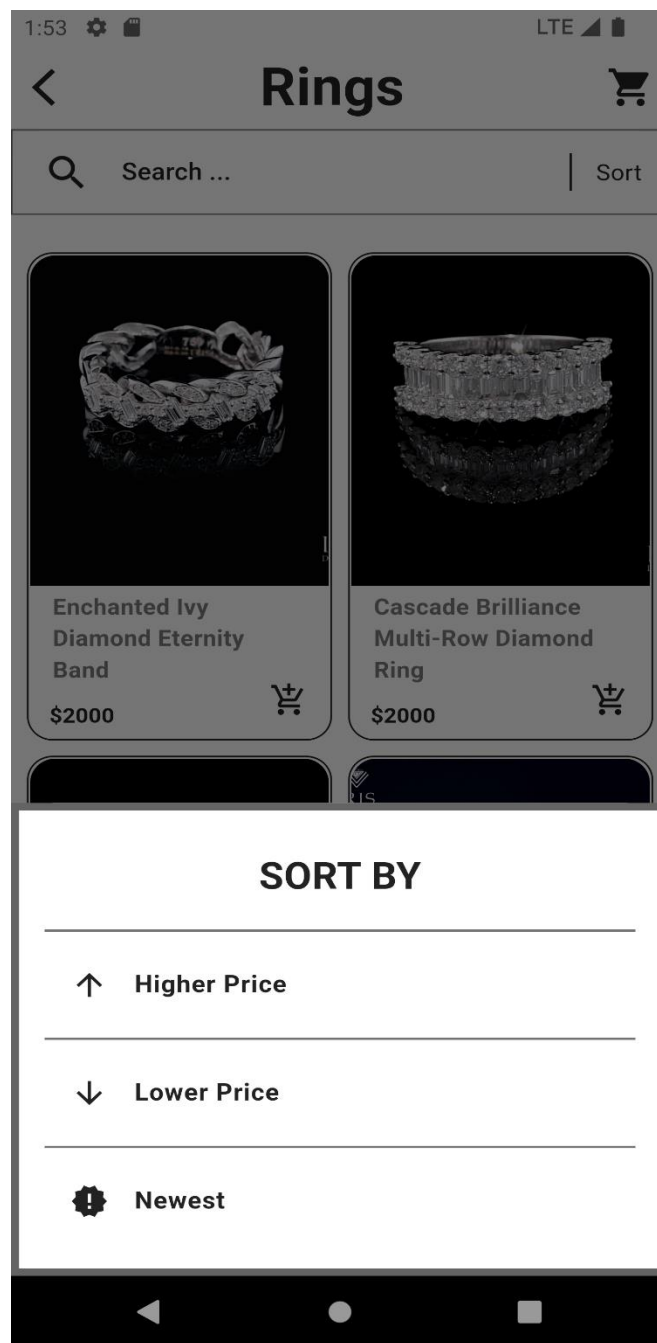 1:53
LTE
Rings
Search ...
Sort
Enchanted Ivy
Diamond Eternity
Band
$2000
Cascade Brilliance
Multi-Row Diamond
Ring
$2000
SORT BY
Higher Price
Lower Price
Newest